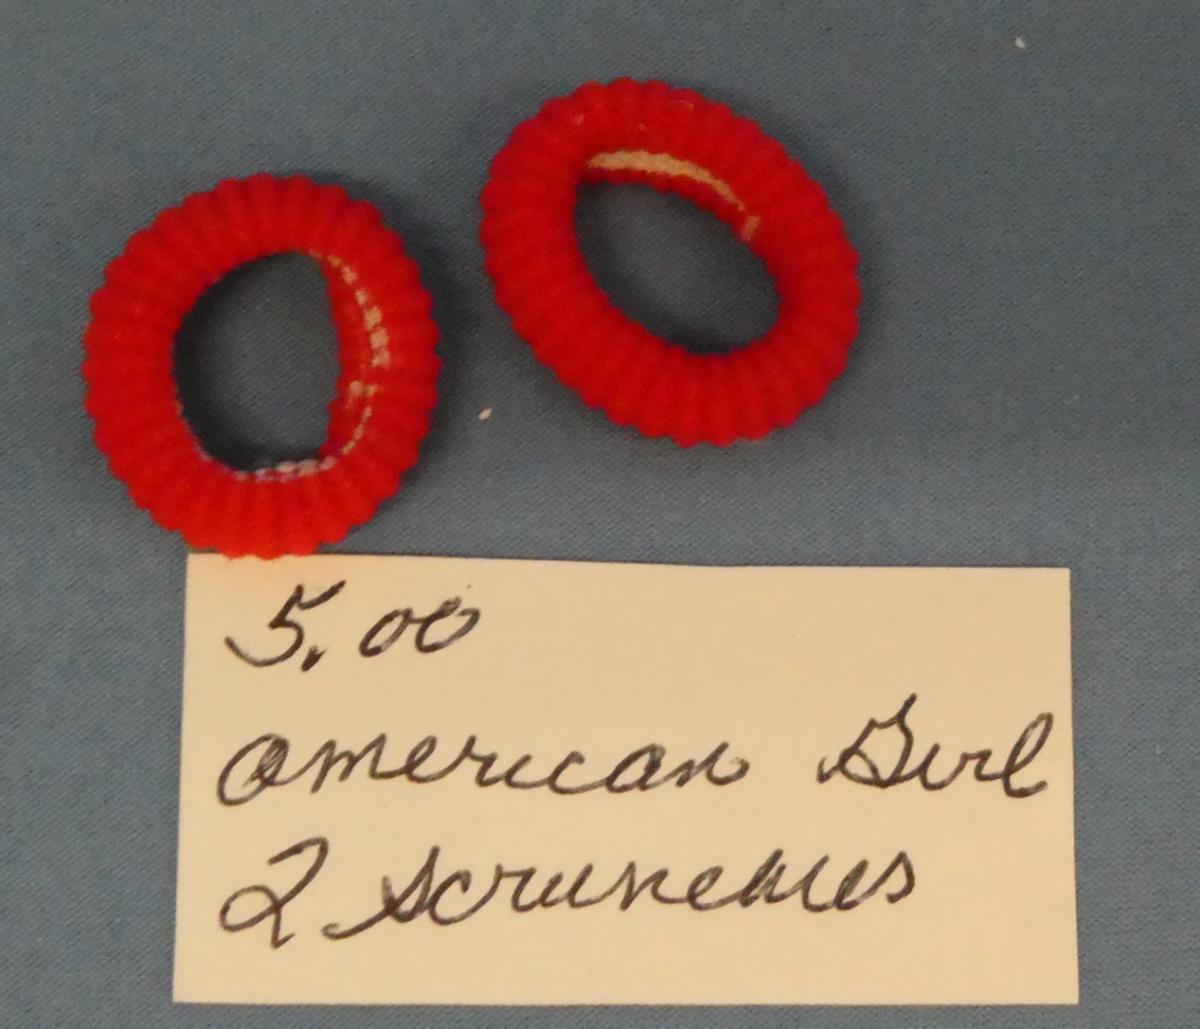 5.00
American Girl
2 scrunchies